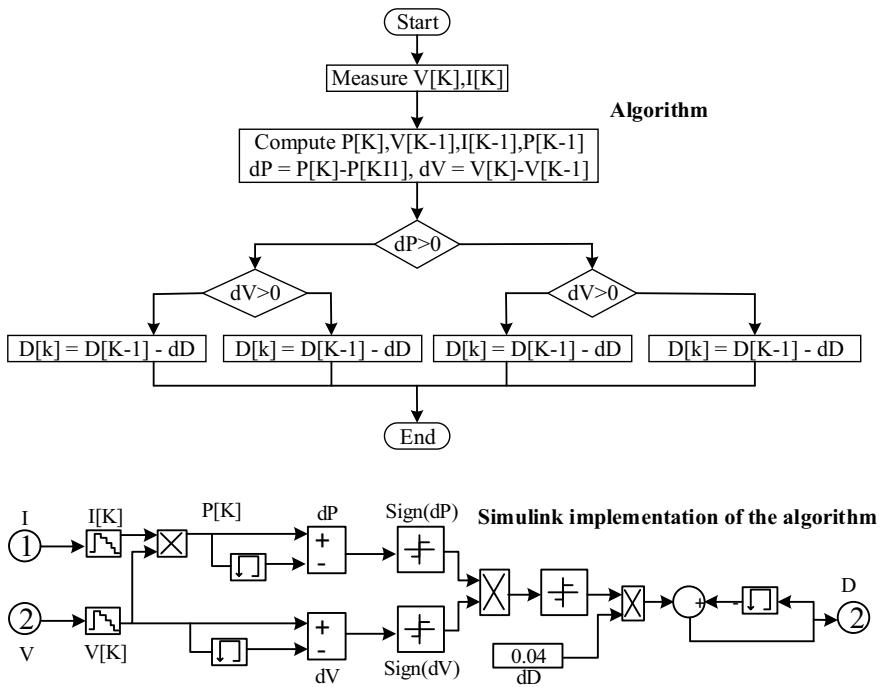 Start
Measure V[K],I[K]
Algorithm
Compute P[K],V[K-1],I[K-1],P[K-1]
dP = P[K]-P[KI1], dV = V[K]-V[K-1]
dP>0
dV>0
dV>0
D[k] = D[K-1] - dD
D[k] = D[K-1] - dD
D[k] = D[K-1] - dD
D[k] = D[K-1] - dD
End
Simulink implementation of the algorithm
I
I[K]
P[K]
dP
Sign(dP)
1
+
-
D
+
-
2
2
V
V[K]
+
-
dV
Sign(dV)
0.04
dD